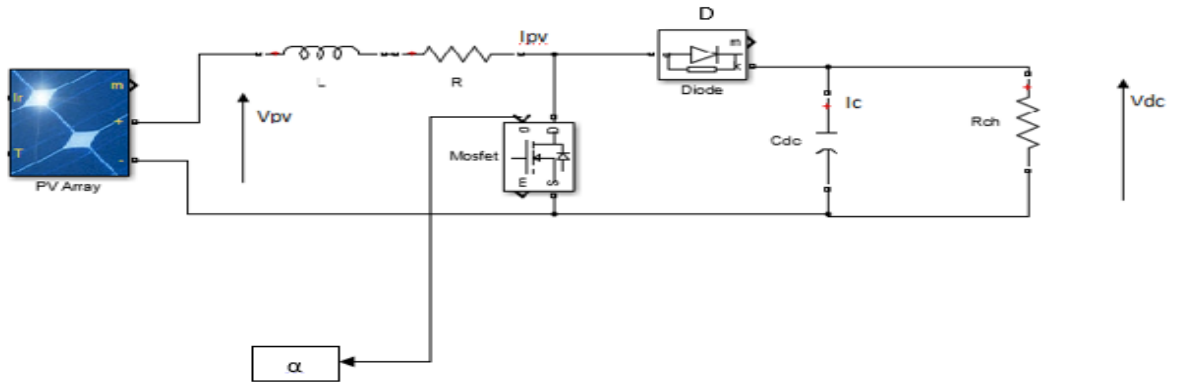 D
Ipv
m
k
Diode
L
R
m
Ir
Vpv
+
T
-
PV Array
Mosfet
g
D
m
S
Ic
Cdc
Rch
Vdc
+
+
α